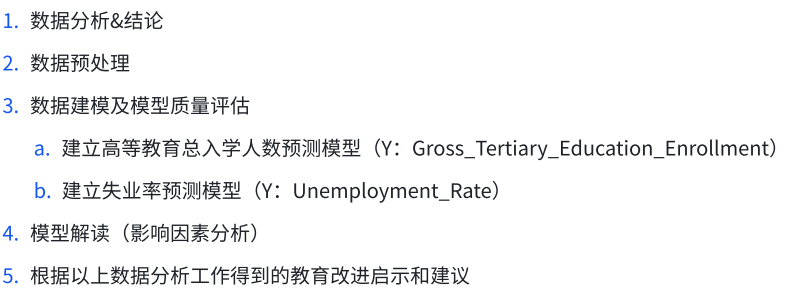 1. 数据分析&结论
2. 数据预处理
3. 数据建模及模型质量评估
a. 建立高等教育总入学人数预测模型（Y：Gross_Tertiary_Education_Enrollment）
b. 建立失业率预测模型（Y：Unemployment_Rate）
4. 模型解读（影响因素分析）
5. 根据以上数据分析工作得到的教育改进启示和建议